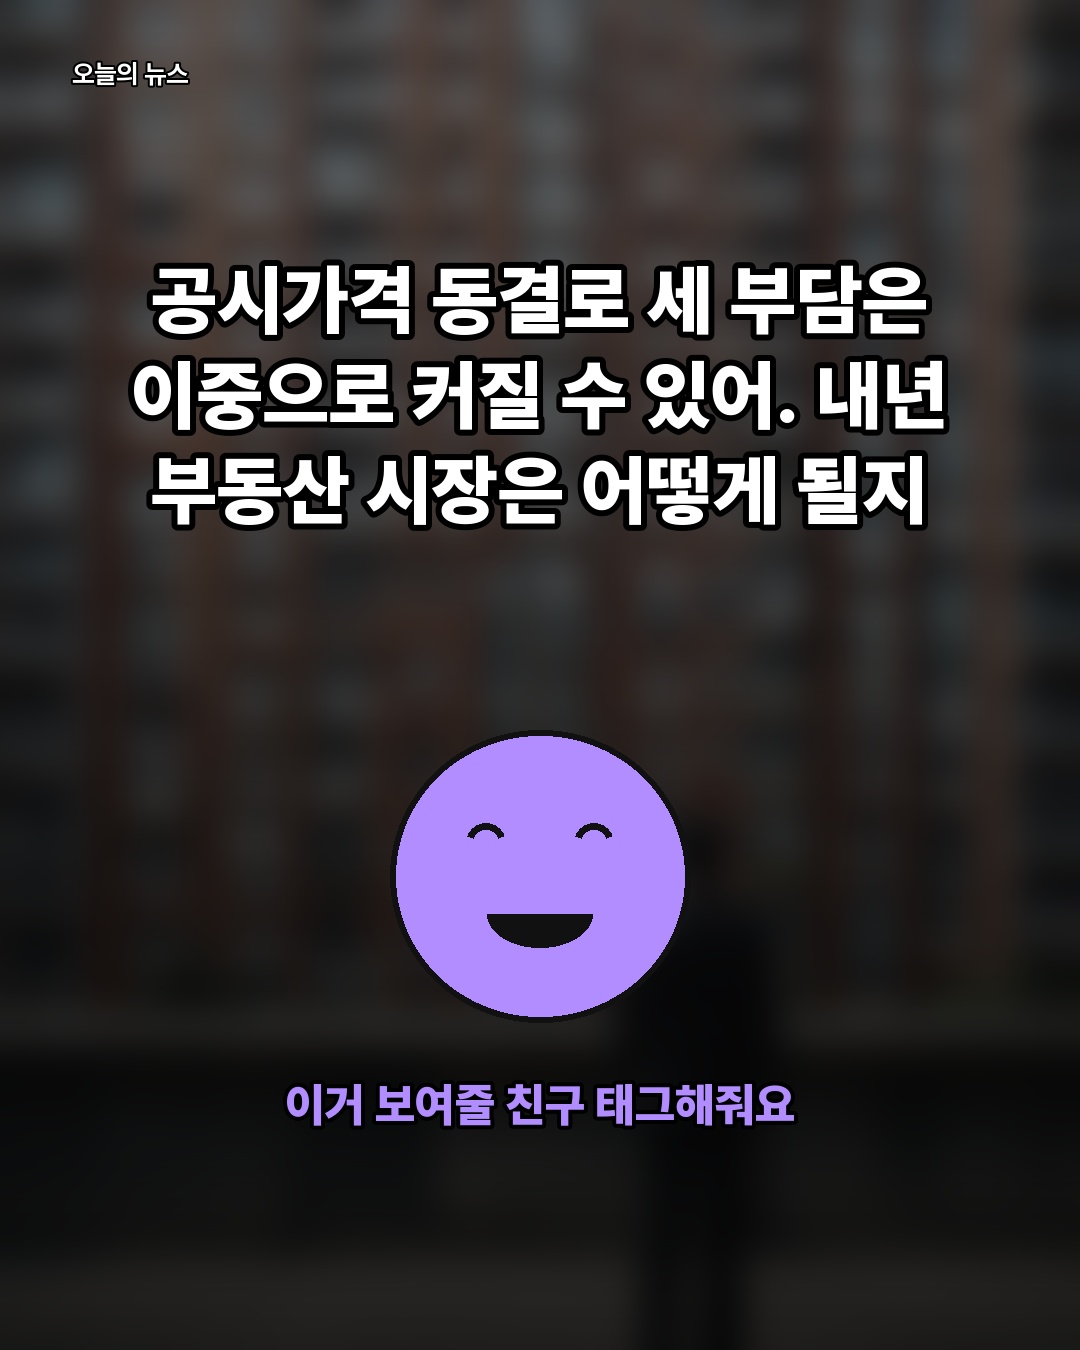 오늘의 뉴스
공시가격 동결로 세 부담은
이중으로 커질 수 있어. 내년
부동산 시장은 어떻게 될지
이거 보여줄 친구 태그해줘요